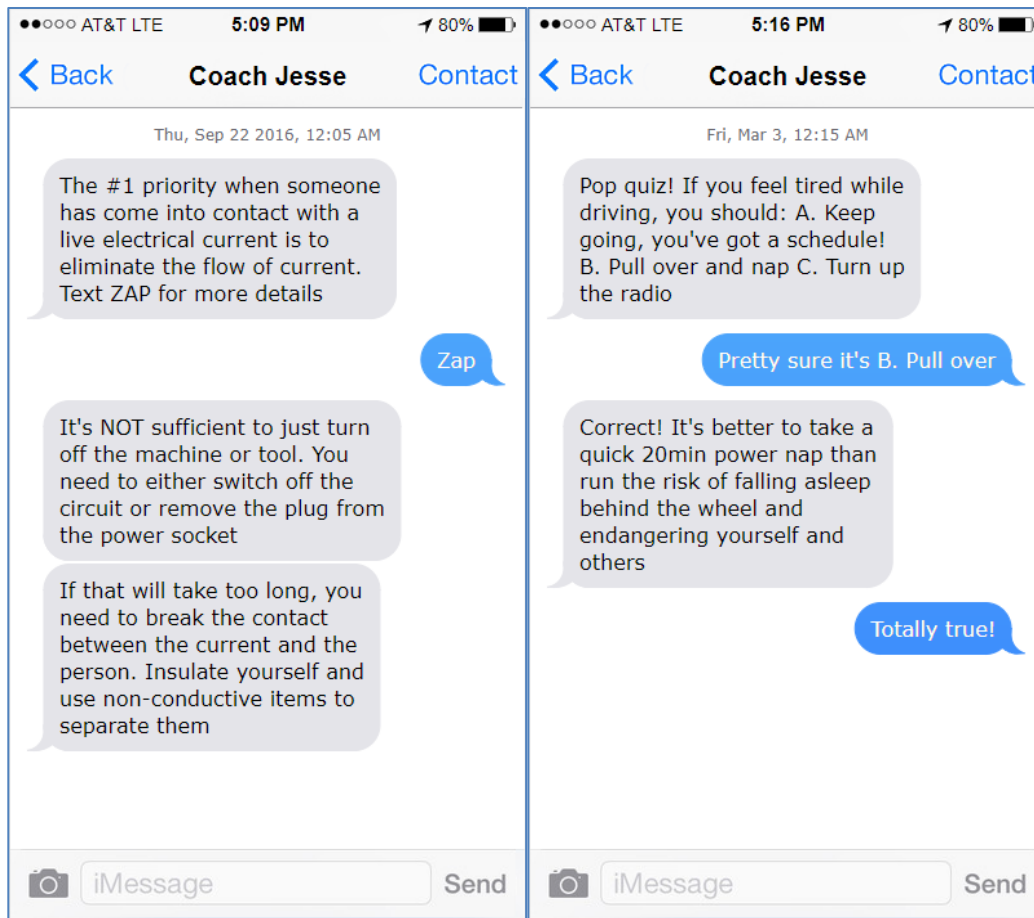 AT&T LTE 5:09 PM 80%
Back Coach Jesse Contact
Thu, Sep 22 2016, 12:05 AM
The #1 priority when someone
has come into contact with a
live electrical current is to
eliminate the flow of current.
Text ZAP for more details
Zap
It's NOT sufficient to just turn
off the machine or tool. You
need to either switch off the
circuit or remove the plug from
the power socket
If that will take too long, you
need to break the contact
between the current and the
person. Insulate yourself and
use non-conductive items to
separate them
iMessage Send
AT&T LTE 5:16 PM 80%
Back Coach Jesse Contact
Fri, Mar 3, 12:15 AM
Pop quiz! If you feel tired while
driving, you should: A. Keep
going, you've got a schedule!
B. Pull over and nap C. Turn up
the radio
Pretty sure it's B. Pull over
Correct! It's better to take a
quick 20min power nap than
run the risk of falling asleep
behind the wheel and
endangering yourself and
others
Totally true!
iMessage Send